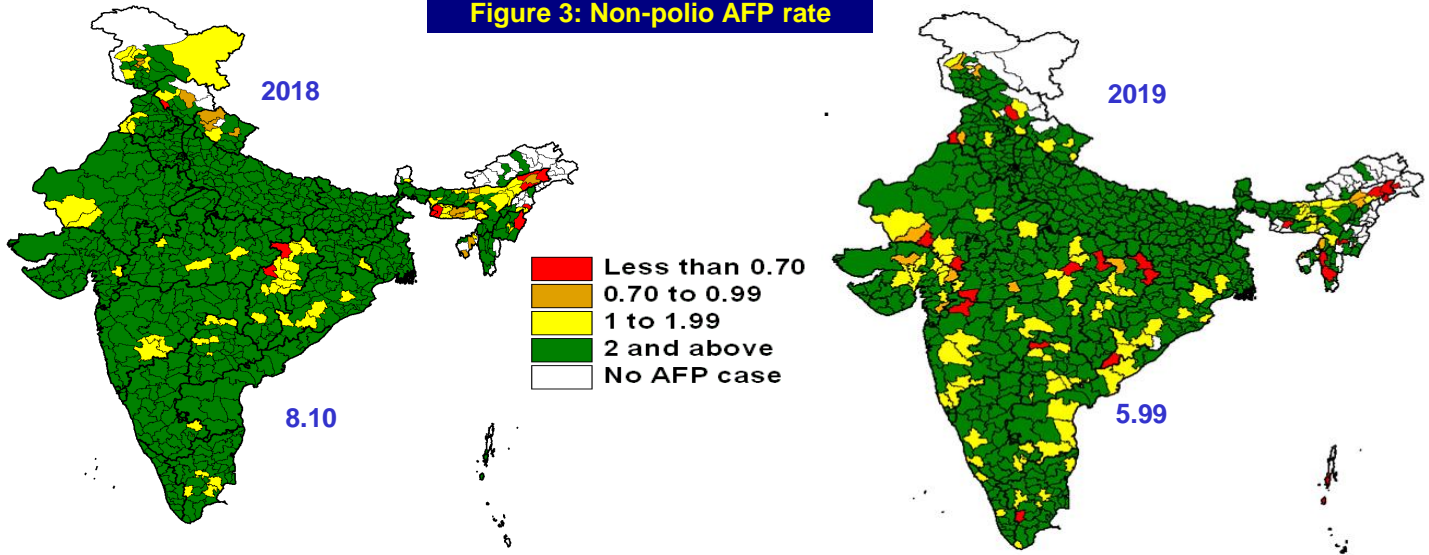 Figure 3: Non-polio AFP rate
2018
2019
Less than 0.70
0.70 to 0.99
1 to 1.99
2 and above
No AFP case
8.10
5.99